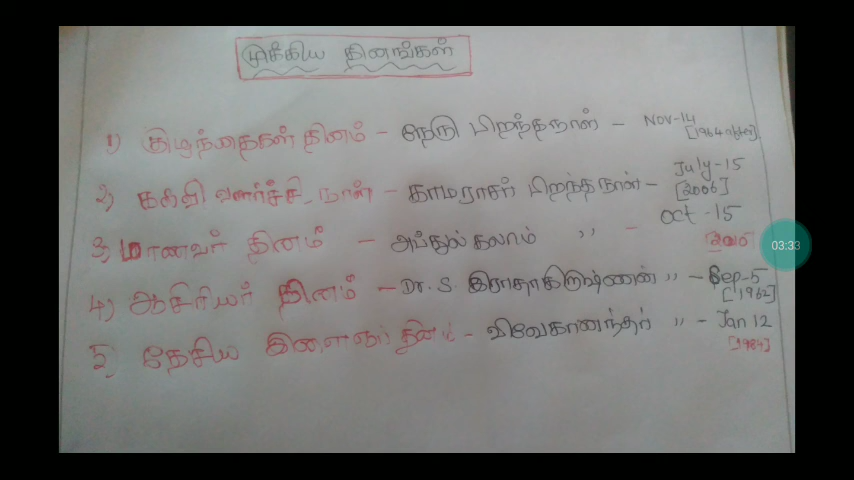 முக்கிய தினங்கள்
1) குழந்தைகள் தினம் - நேரு பிறந்தநாள் - Nov-14
[1964
2) கல்வி வளர்ச்சி நாள் - காமராசர் பிறந்தநாள் - July-15
[2006]
3) மாணவர் தினம் - அப்துல்கலாம் ,, - Oct-15
4) ஆசிரியர் தினம் - Dr. S. இராதாகிருஷ்ணன் ,, - Sep-5
[1962]
5) தேசிய இளைஞர் தினம் - விவேகானந்தர் ,, - Jan 12
[1984]
03:33